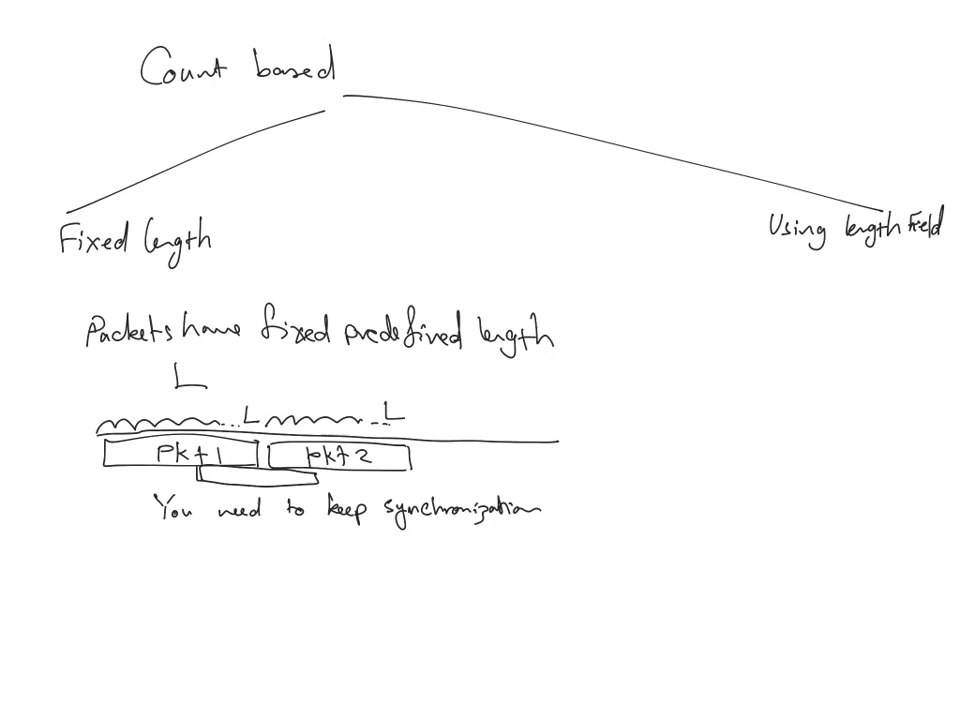 Count based
Fixed length
Using length field
Packets have fixed predefined length
L
...L ...L
Pkt 1 pkt 2
You need to keep synchronization